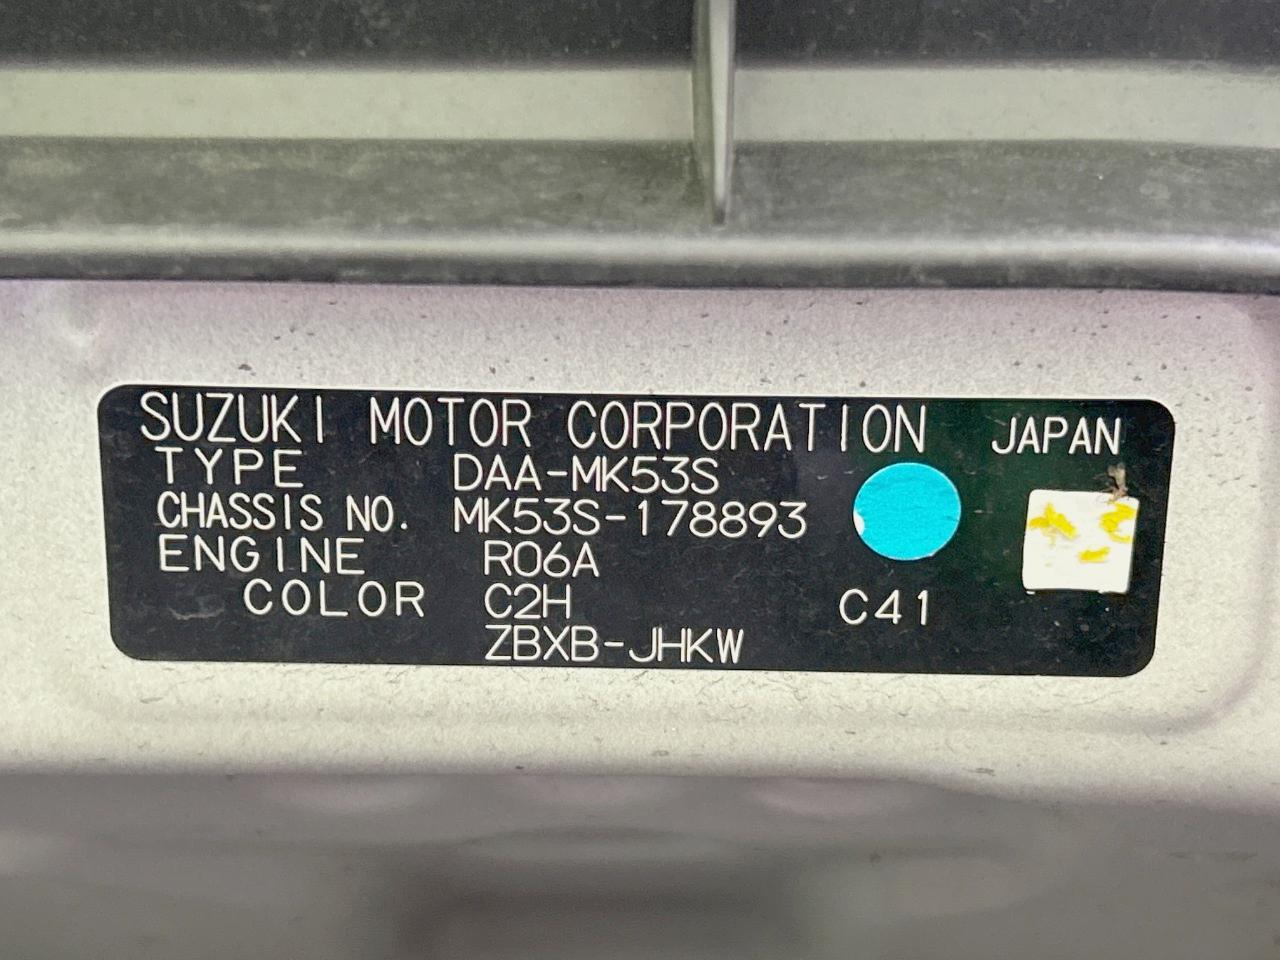 SUZUKI MOTOR CORPORATION JAPAN
TYPE DAA-MK53S
CHASSIS NO. MK53S-178893
ENGINE R06A
COLOR C2H C41
ZBXB-JHKW